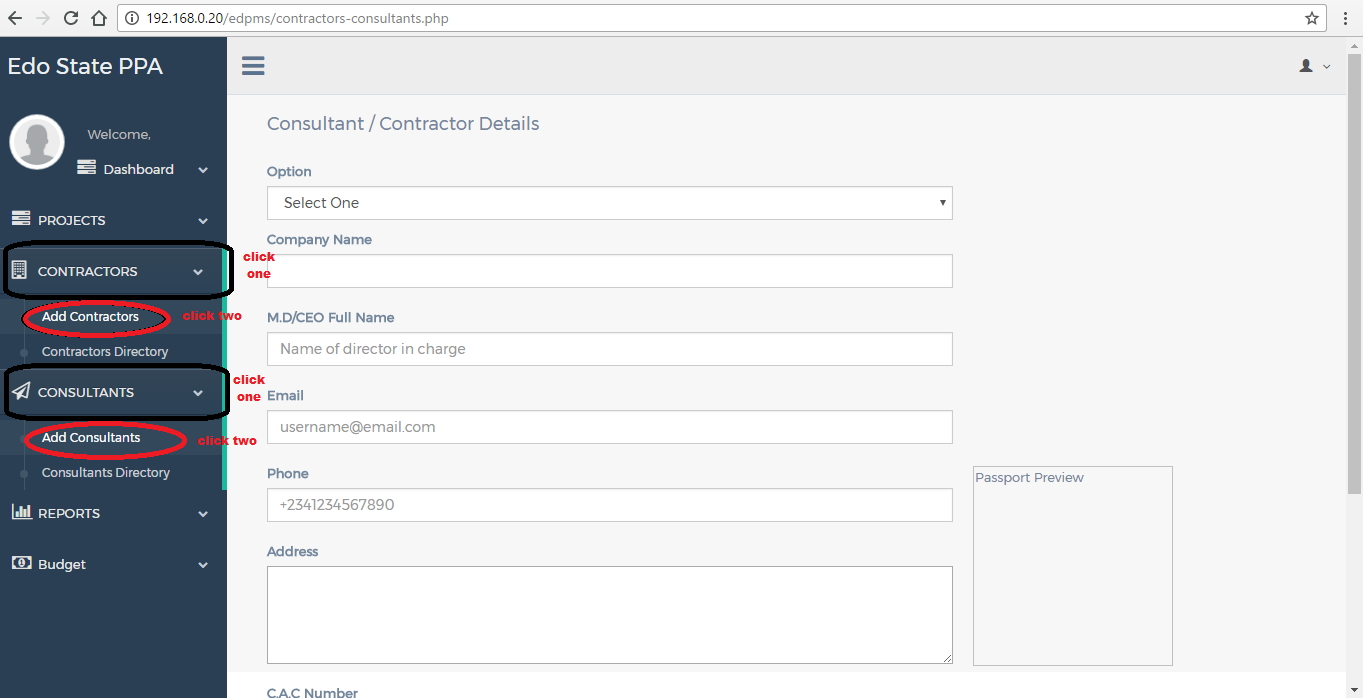 192.168.0.20/edpms/contractors-consultants.php
Edo State PPA
Welcome,
Dashboard
PROJECTS
CONTRACTORS
click
one
Add Contractors
click two
Contractors Directory
CONSULTANTS
click
one
Add Consultants
click two
Consultants Directory
REPORTS
Budget
Consultant / Contractor Details
Option
Select One
Company Name
M.D/CEO Full Name
Name of director in charge
Email
username@email.com
Phone
+2341234567890
Passport Preview
Address
C.A.C Number